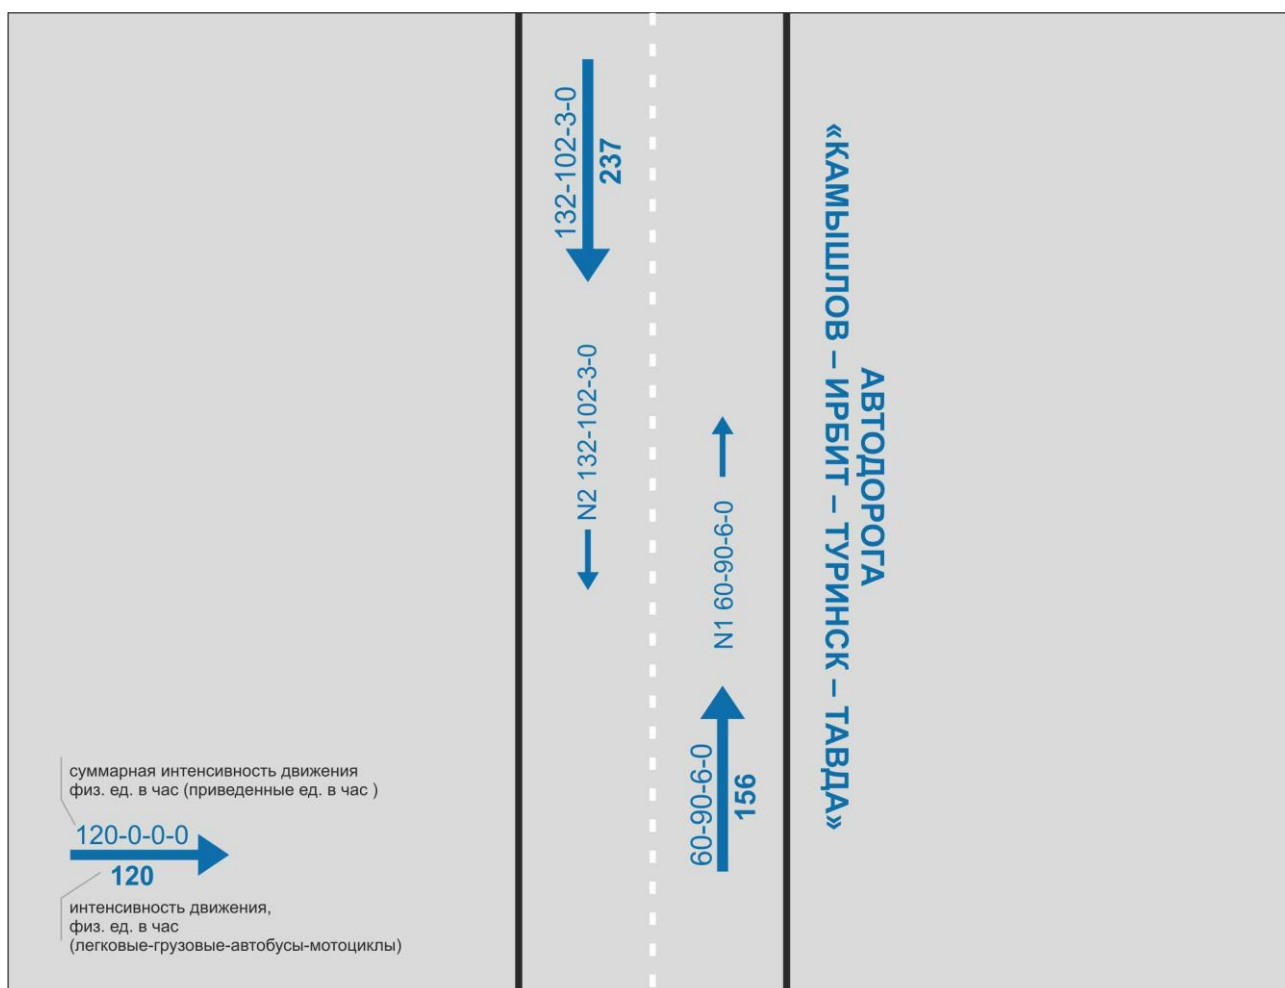 132-102-3-0
237
N2 132-102-3-0
N1 60-90-6-0
60-90-6-0
156
АВТОДОРОГА
«КАМЫШЛОВ – ИРБИТ – ТУРИНСК – ТАВДА»
суммарная интенсивность движения
физ. ед. в час (приведенные ед. в час )
120-0-0-0
120
интенсивность движения,
физ. ед. в час
(легковые-грузовые-автобусы-мотоциклы)